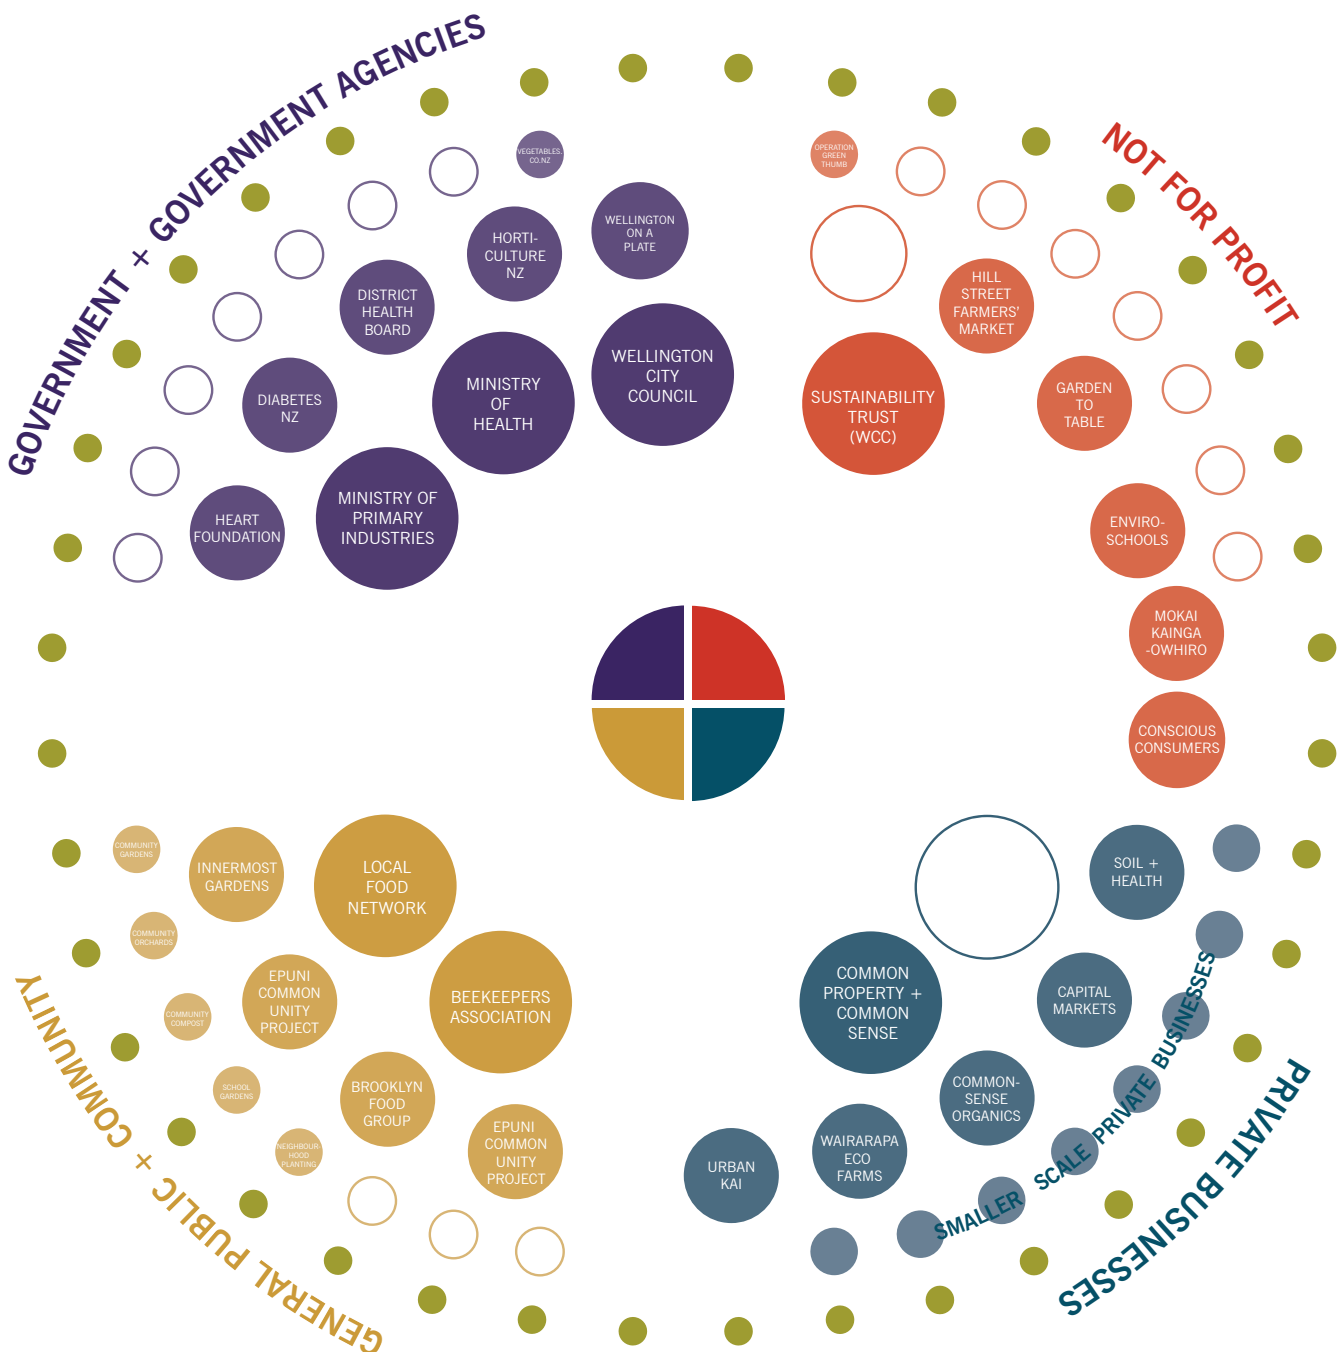 GOVERNMENT + GOVERNMENT AGENCIES
VEGETABLES.
CO.NZ
WELLINGTON
ON A
PLATE
HORTI-
CULTURE
NZ
DISTRICT
HEALTH
BOARD
DIABETES
NZ
HEART
FOUNDATION
WELLINGTON
CITY
COUNCIL
MINISTRY
OF
HEALTH
MINISTRY OF
PRIMARY
INDUSTRIES
NOT FOR PROFIT
OPERATION
GREEN
THUMB
HILL
STREET
FARMERS'
MARKET
SUSTAINABILITY
TRUST
(WCC)
GARDEN
TO
TABLE
ENVIRO-
SCHOOLS
MOKAI
KAINGA
-OWHIRO
CONSCIOUS
CONSUMERS
COMMUNITY
GARDENS
INNERMOST
GARDENS
LOCAL
FOOD
NETWORK
COMMUNITY
ORCHARDS
EPUNI
COMMON
UNITY
PROJECT
BEEKEEPERS
ASSOCIATION
COMMUNITY
COMPOST
SCHOOL
GARDENS
BROOKLYN
FOOD
GROUP
NEIGHBOUR-
HOOD
PLANTING
EPUNI
COMMON
UNITY
PROJECT
GENERAL PUBLIC + COMMUNITY
SOIL +
HEALTH
COMMON
PROPERTY +
COMMON
SENSE
CAPITAL
MARKETS
COMMON-
SENSE
ORGANICS
WAIRARAPA
ECO
FARMS
URBAN
KAI
SMALLER SCALE PRIVATE BUSINESSES
PRIVATE BUSINESSES